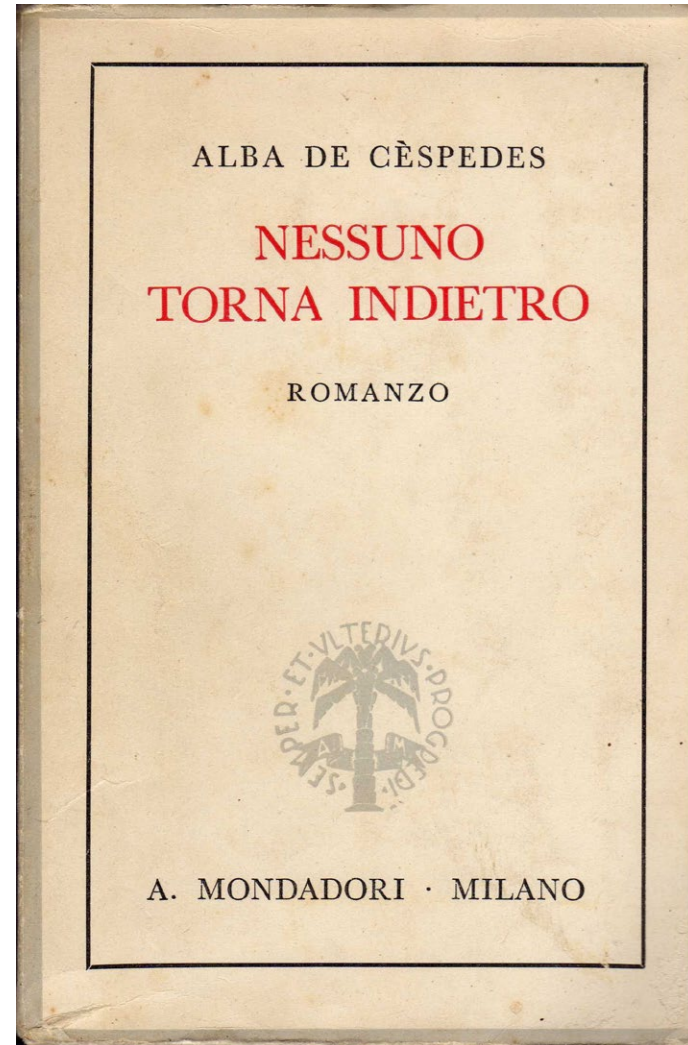 ALBA DE CÈSPEDES
NESSUNO
TORNA INDIETRO
ROMANZO
SEMPER·ET·VLTERIVS·PROGREDI·
A M
A. MONDADORI · MILANO